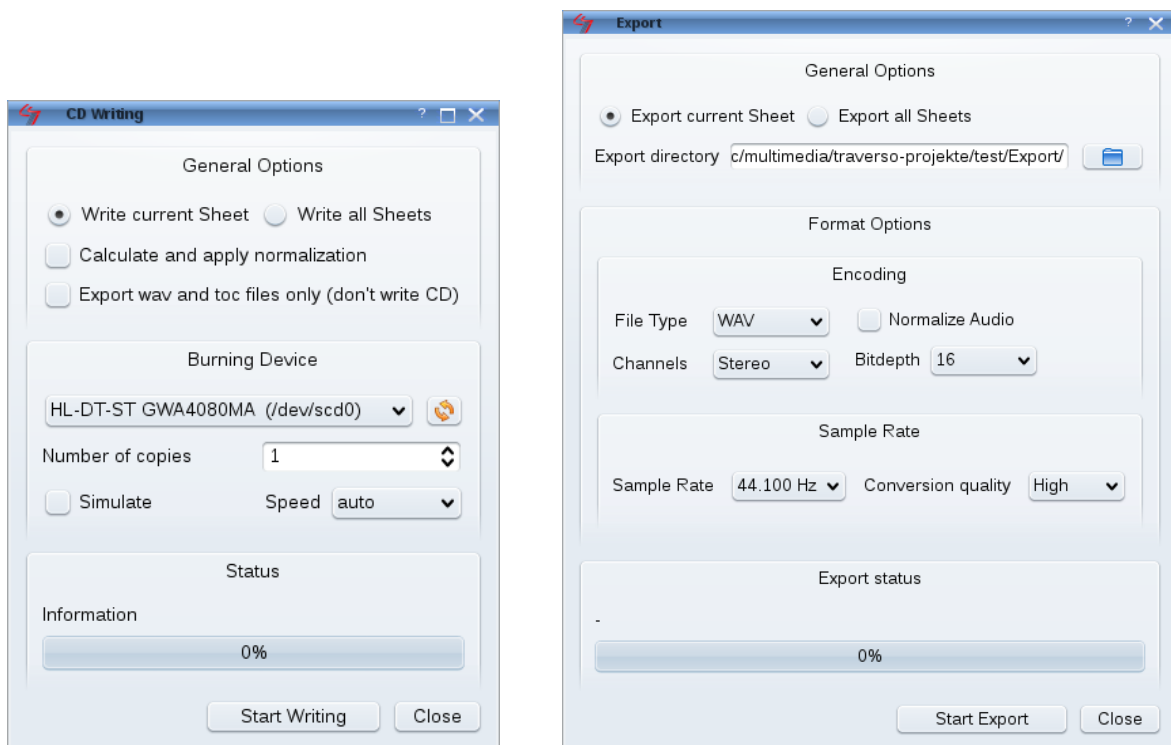 CD Writing
General Options
Write current Sheet Write all Sheets
Calculate and apply normalization
Export wav and toc files only (don't write CD)
Burning Device
HL-DT-ST GWA4080MA (/dev/scd0)
Number of copies 1
Simulate Speed auto
Status
Information
0%
Start Writing Close
Export
General Options
Export current Sheet Export all Sheets
Export directory c/multimedia/traverso-projekte/test/Export/
Format Options
Encoding
File Type WAV Normalize Audio
Channels Stereo Bitdepth 16
Sample Rate
Sample Rate 44.100 Hz Conversion quality High
Export status
-
0%
Start Export Close